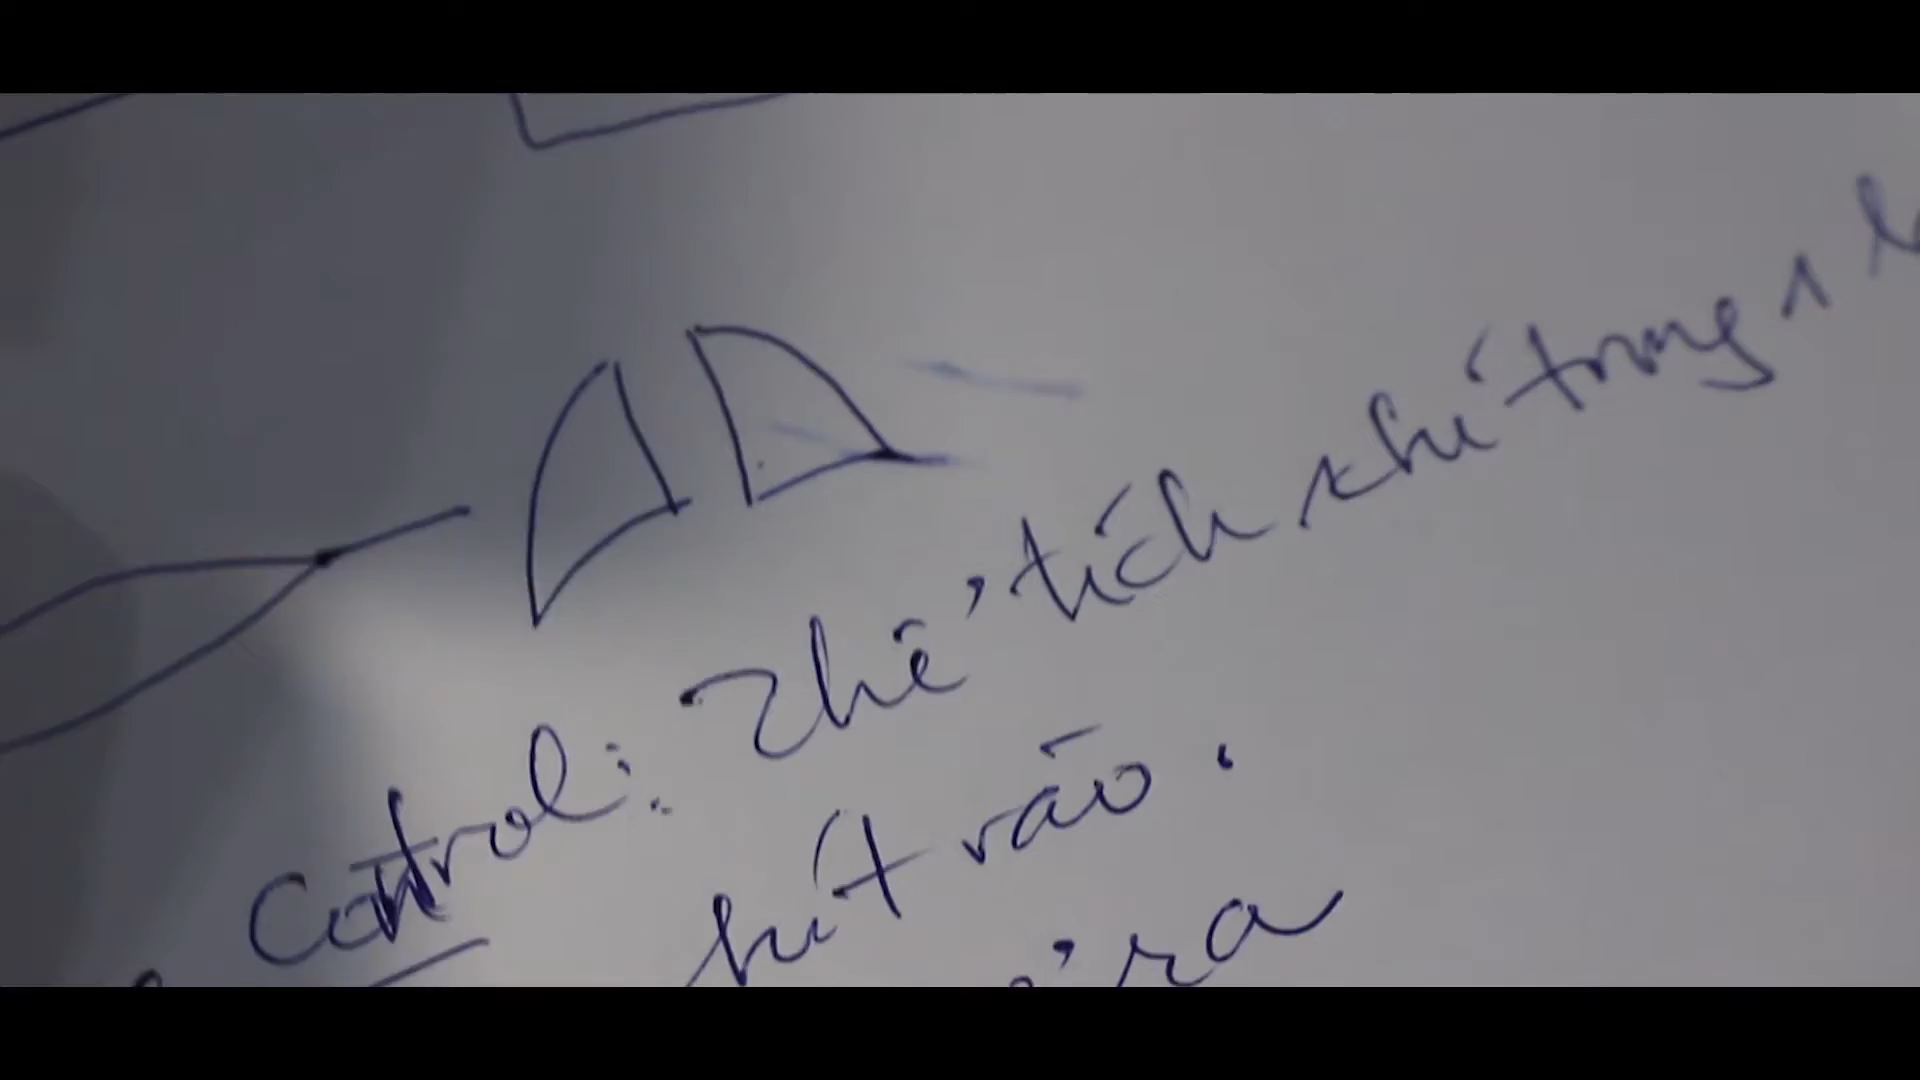 Control: Thể tích khí trong 1
hít vào.
ra